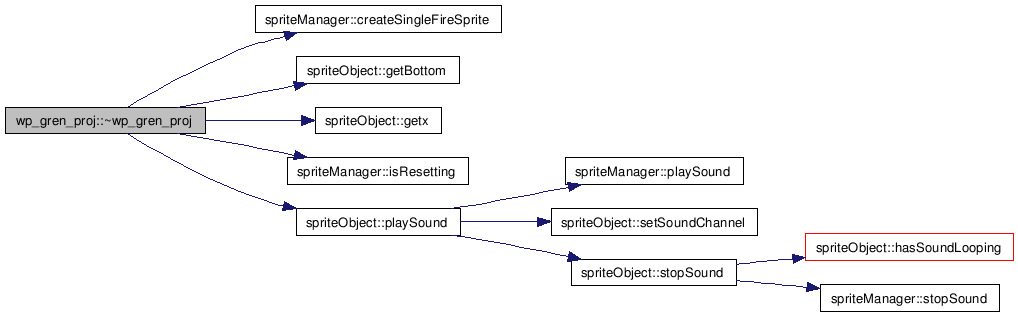 spriteManager::createSingleFireSprite
spriteObject::getBottom
wp_gren_proj::~wp_gren_proj
spriteObject::getx
spriteManager::isResetting
spriteManager::playSound
spriteObject::playSound
spriteObject::setSoundChannel
spriteObject::hasSoundLooping
spriteObject::stopSound
spriteManager::stopSound